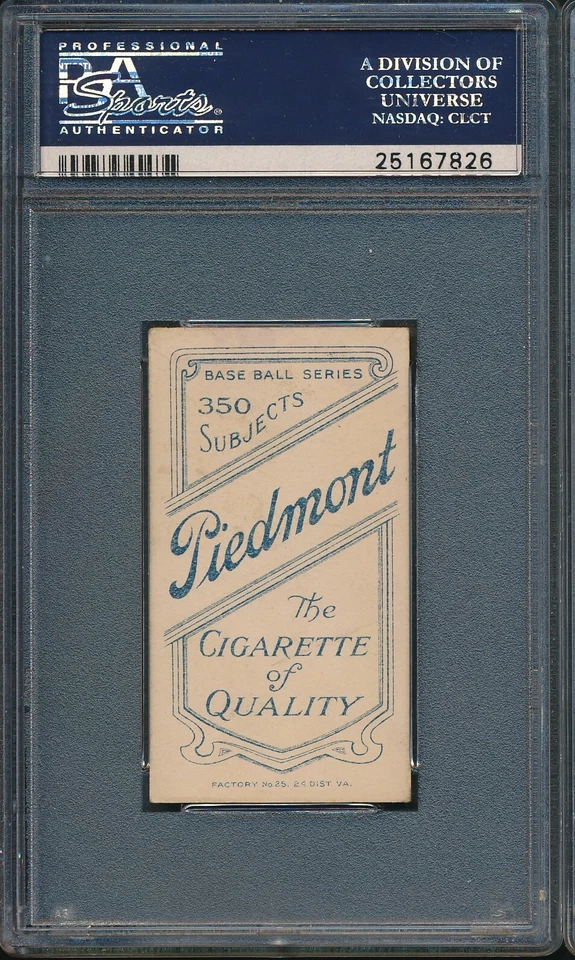 PROFESSIONAL
PSA
Sports®
AUTHENTICATOR
A DIVISION OF
COLLECTORS
UNIVERSE
NASDAQ: CLCT
25167826
BASE BALL SERIES
350
SUBJECTS
Piedmont
The
CIGARETTE
of
QUALITY
FACTORY No. 25, 2d DIST VA.